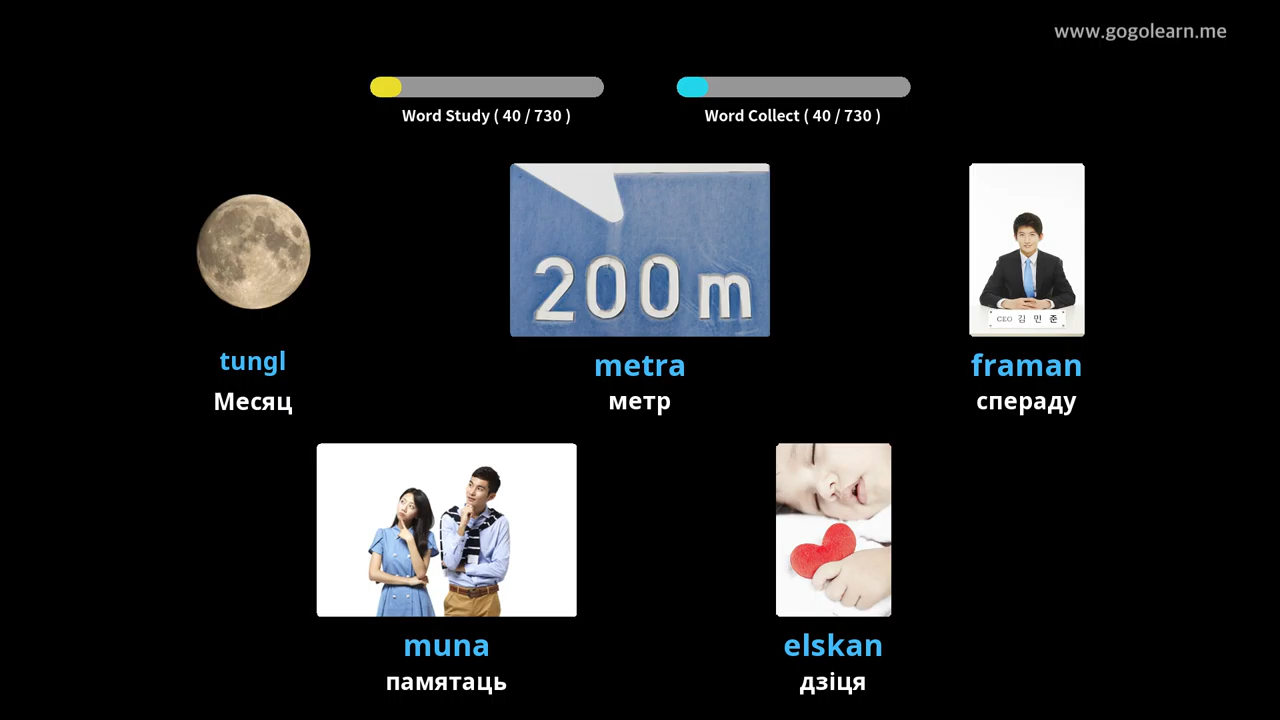 www.gogolearn.me
Word Study ( 40 / 730 )
Word Collect ( 40 / 730 )
200 m
CEO 김 민 준
tungl
Месяц
metra
метр
framan
спераду
muna
памятаць
elskan
дзіця